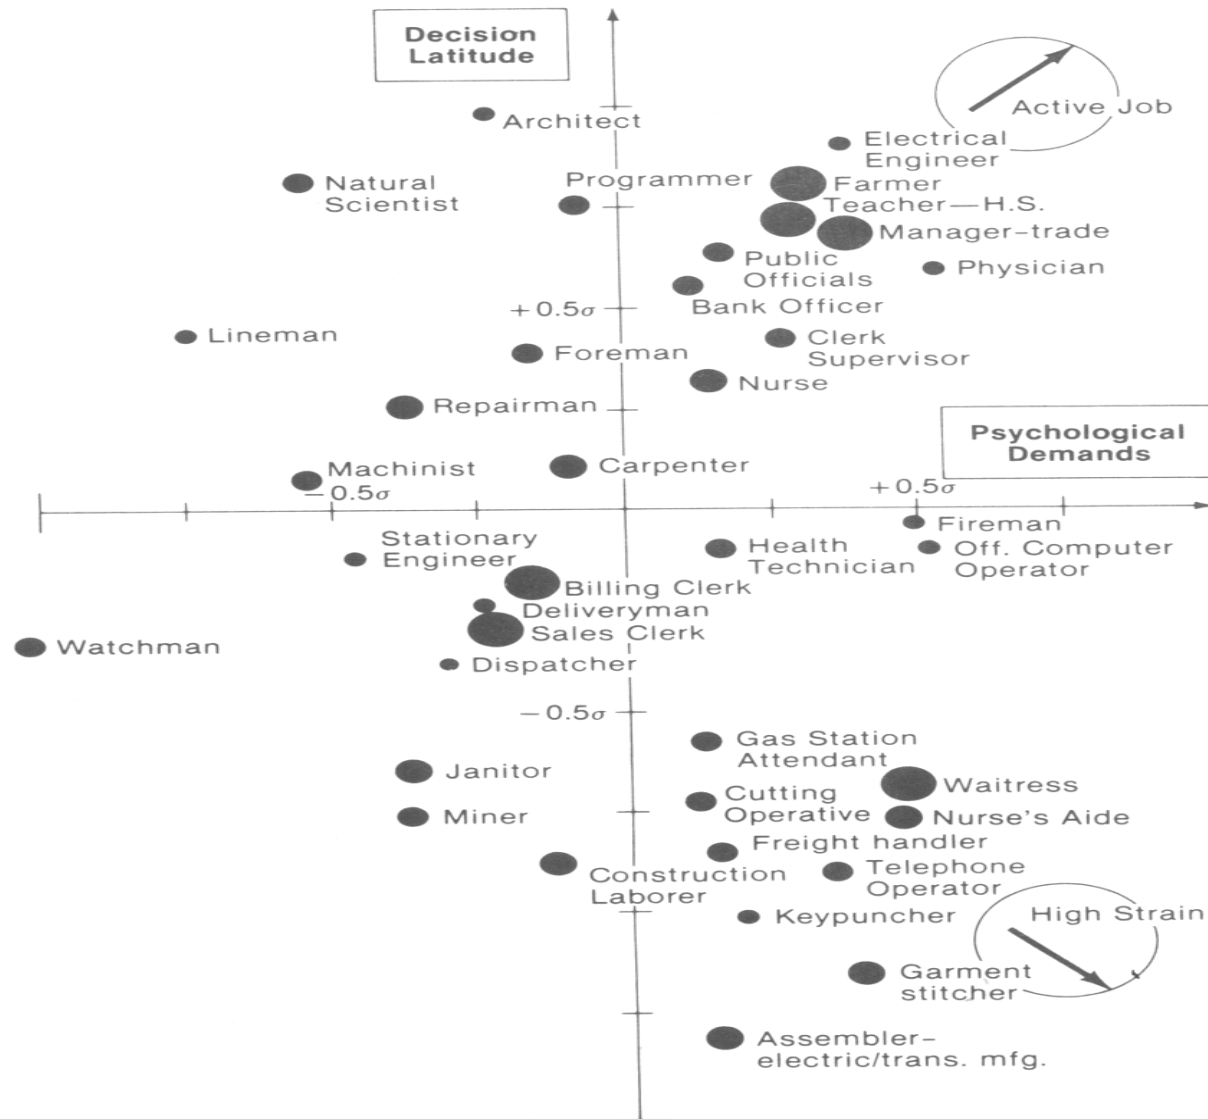 Decision
Latitude
Active Job
Architect
Electrical
Engineer
Programmer
Farmer
Natural
Scientist
Teacher—H.S.
Manager-trade
Public
Officials
Physician
Bank Officer
+0.5σ
Lineman
Clerk
Supervisor
Foreman
Nurse
Repairman
Psychological
Demands
Carpenter
Machinist
−0.5σ
+0.5σ
Fireman
Stationary
Engineer
Health
Technician
Off. Computer
Operator
Billing Clerk
Deliveryman
Sales Clerk
Watchman
Dispatcher
−0.5σ
Gas Station
Attendant
Janitor
Waitress
Cutting
Operative
Miner
Nurse's Aide
Freight handler
Construction
Laborer
Telephone
Operator
Keypuncher
High Strain
Garment
stitcher
Assembler-
electric/trans. mfg.